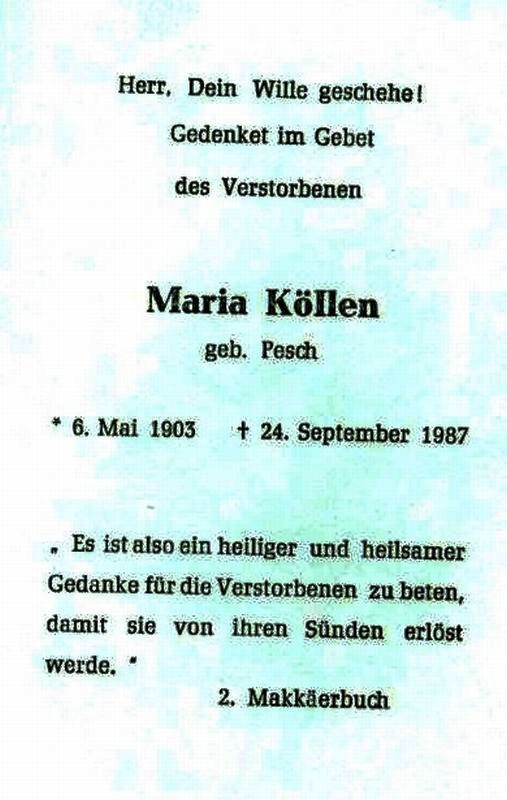 Herr, Dein Wille geschehe!
Gedenket im Gebet
des Verstorbenen
Maria Köllen
geb. Pesch
* 6. Mai 1903 † 24. September 1987
„ Es ist also ein heiliger und heilsamer
Gedanke für die Verstorbenen zu beten,
damit sie von ihren Sünden erlöst
werde. “
2. Makkäerbuch